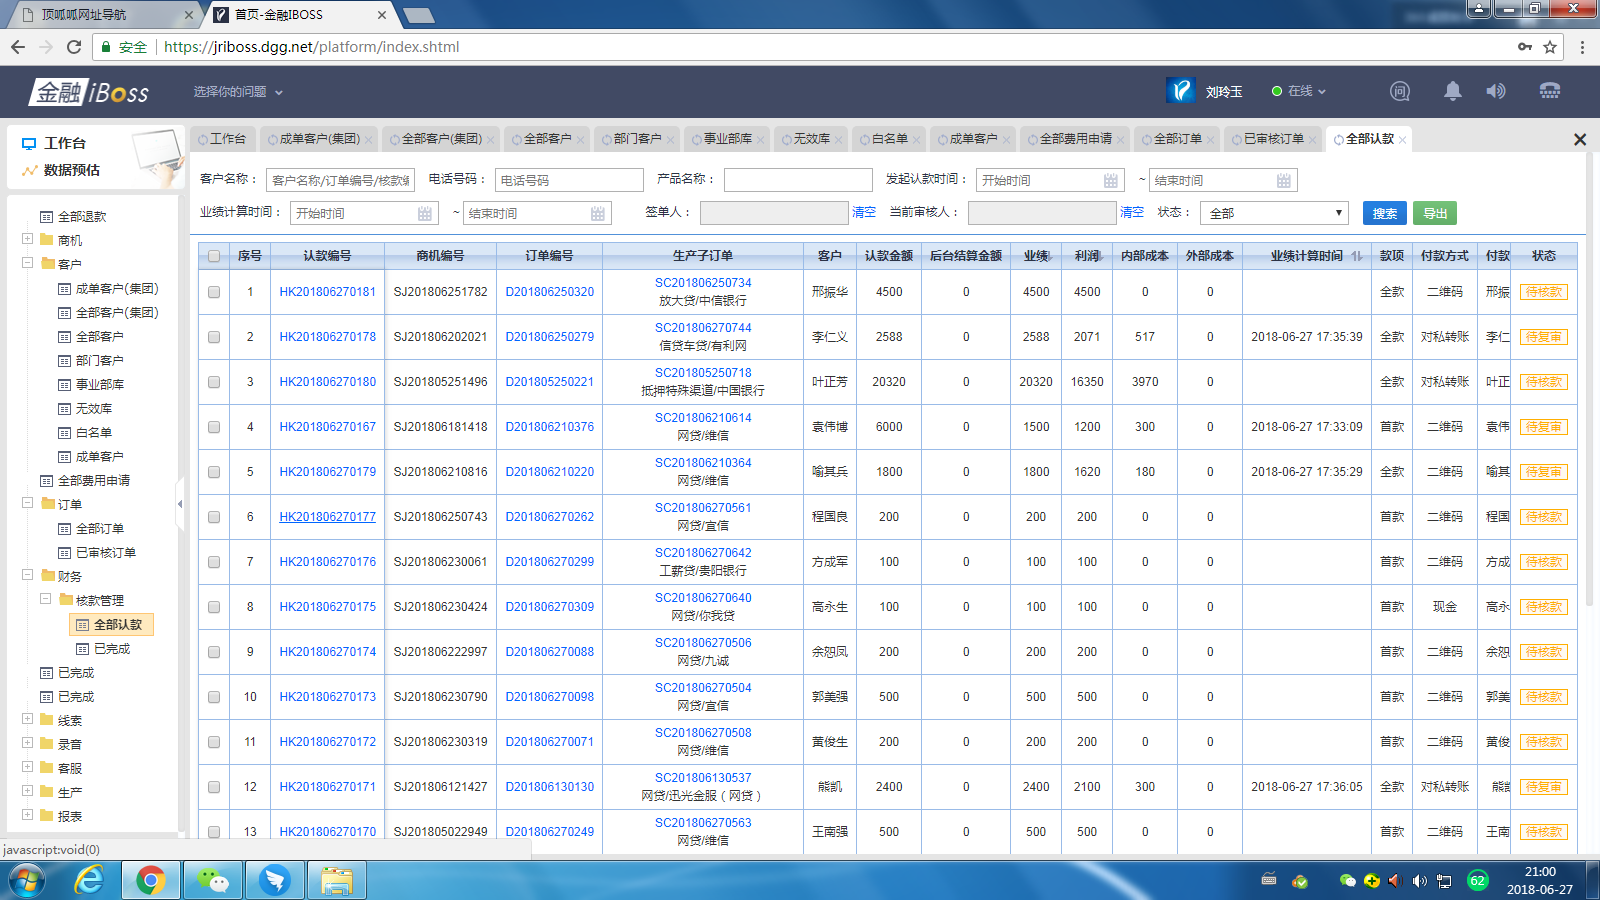 顶呱呱网址导航
首页-金融IBOSS
安全 https://jriboss.dgg.net/platform/index.shtml
金融iBoss 选择你的问题 刘玲玉 在线 问
工作台
数据预估
工作台 成单客户(集团) 全部客户(集团) 全部客户 部门客户 事业部库 无效库 白名单 成单客户 全部费用申请 全部订单 已审核订单 全部认款
客户名称： 客户名称/订单编号/核款编 电话号码： 电话号码 产品名称： 发起认款时间： 开始时间 ~ 结束时间
业绩计算时间： 开始时间 ~ 结束时间 签单人： 清空 当前审核人： 清空 状态： 全部 搜索 导出
全部退款
商机
客户
成单客户(集团)
全部客户(集团)
全部客户
部门客户
事业部库
无效库
白名单
成单客户
全部费用申请
订单
全部订单
已审核订单
财务
核款管理
全部认款
已完成
已完成
已完成
线索
录音
客服
生产
报表
序号 认款编号 商机编号 订单编号 生产子订单 客户 认款金额 后台结算金额 业绩 利润 内部成本 外部成本 业绩计算时间 款项 付款方式 付款 状态
1 HK201806270181 SJ201806251782 D201806250320 SC201806250734 放大贷/中信银行 邢振华 4500 0 4500 4500 0 0 全款 二维码 邢振 待核款
2 HK201806270178 SJ201806202021 D201806250279 SC201806270744 信贷车贷/有利网 李仁义 2588 0 2588 2071 517 0 2018-06-27 17:35:39 全款 对私转账 李仁 待复审
3 HK201806270180 SJ201805251496 D201805250221 SC201805250718 抵押特殊渠道/中国银行 叶正芳 20320 0 20320 16350 3970 0 全款 对私转账 叶正 待核款
4 HK201806270167 SJ201806181418 D201806210376 SC201806210614 网贷/维信 袁伟博 6000 0 1500 1200 300 0 2018-06-27 17:33:09 首款 二维码 袁伟 待复审
5 HK201806270179 SJ201806210816 D201806210220 SC201806210364 网贷/维信 喻其兵 1800 0 1800 1620 180 0 2018-06-27 17:35:29 全款 二维码 喻其 待复审
6 HK201806270177 SJ201806250743 D201806270262 SC201806270561 网贷/宜信 程国良 200 0 200 200 0 0 首款 二维码 程国 待核款
7 HK201806270176 SJ201806230061 D201806270299 SC201806270642 工薪贷/贵阳银行 方成军 100 0 100 100 0 0 首款 二维码 方成 待核款
8 HK201806270175 SJ201806230424 D201806270309 SC201806270640 网贷/你我贷 高永生 100 0 100 100 0 0 首款 现金 高永 待核款
9 HK201806270174 SJ201806222997 D201806270088 SC201806270506 网贷/九诚 余恕凤 200 0 200 200 0 0 首款 二维码 余恕 待核款
10 HK201806270173 SJ201806230790 D201806270098 SC201806270504 网贷/宜信 郭美强 500 0 500 500 0 0 首款 二维码 郭美 待核款
11 HK201806270172 SJ201806230319 D201806270071 SC201806270508 网贷/维信 黄俊生 200 0 200 200 0 0 首款 二维码 黄俊 待核款
12 HK201806270171 SJ201806121427 D201806130130 SC201806130537 网贷/迅光金服（网贷） 熊凯 2400 0 2400 2100 300 0 2018-06-27 17:36:05 全款 对私转账 熊凯 待复审
13 HK201806270170 SJ201805022949 D201806270249 SC201806270563 网贷/维信 王南强 500 0 500 500 0 0 首款 二维码 王南 待核款
javascript:void(0)
62
21:00
2018-06-27